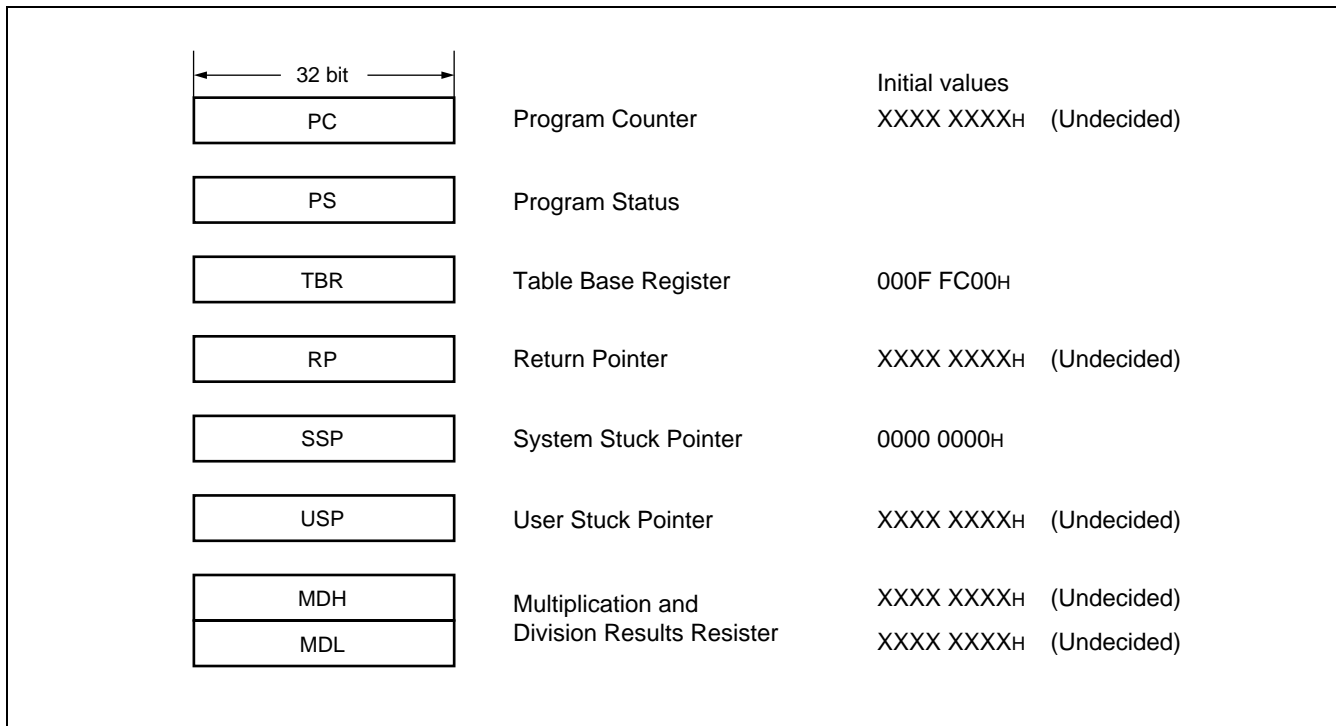 32 bit
Initial values
PC Program Counter XXXX XXXXH (Undecided)
PS Program Status
TBR Table Base Register 000F FC00H
RP Return Pointer XXXX XXXXH (Undecided)
SSP System Stuck Pointer 0000 0000H
USP User Stuck Pointer XXXX XXXXH (Undecided)
MDH Multiplication and XXXX XXXXH (Undecided)
MDL Division Results Resister XXXX XXXXH (Undecided)